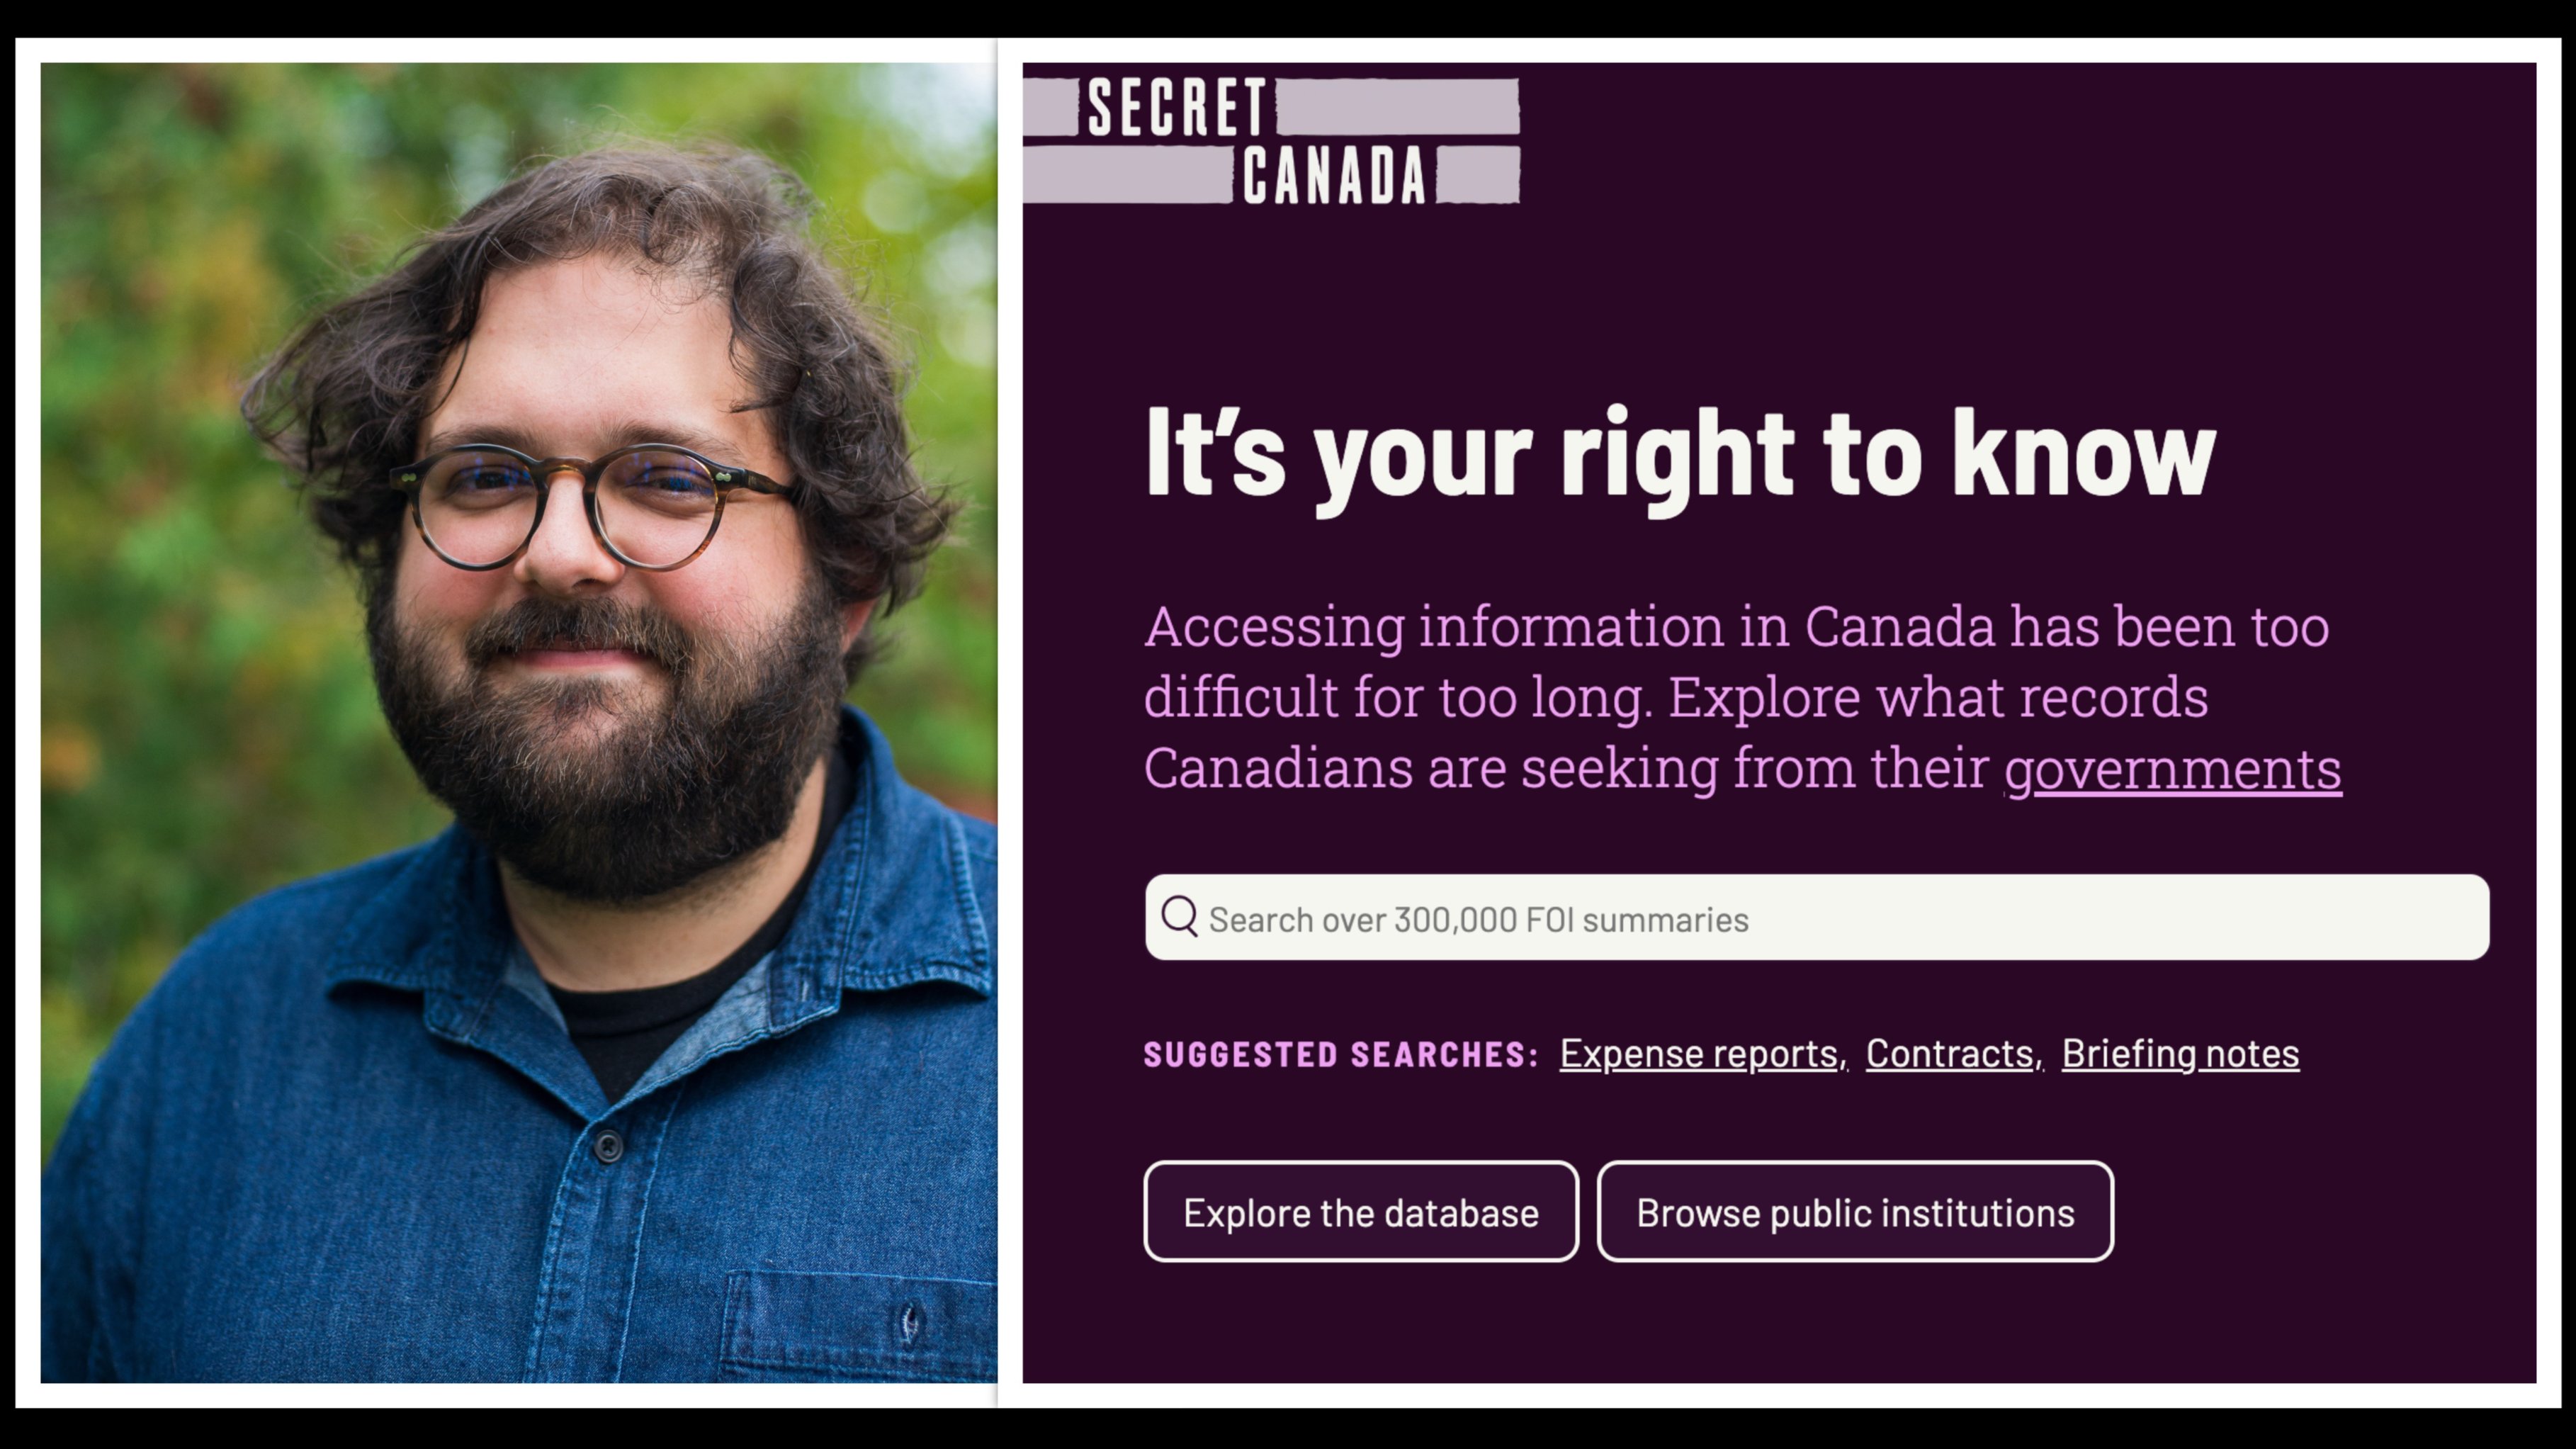 SECRET
CANADA
It’s your right to know
Accessing information in Canada has been too
difficult for too long. Explore what records
Canadians are seeking from their governments
Search over 300,000 FOI summaries
SUGGESTED SEARCHES: Expense reports, Contracts, Briefing notes
Explore the database Browse public institutions